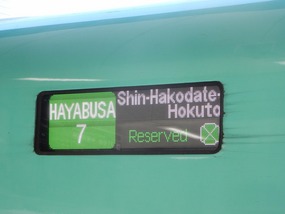 HAYABUSA
7
Shin-Hakodate-
Hokuto
Reserved